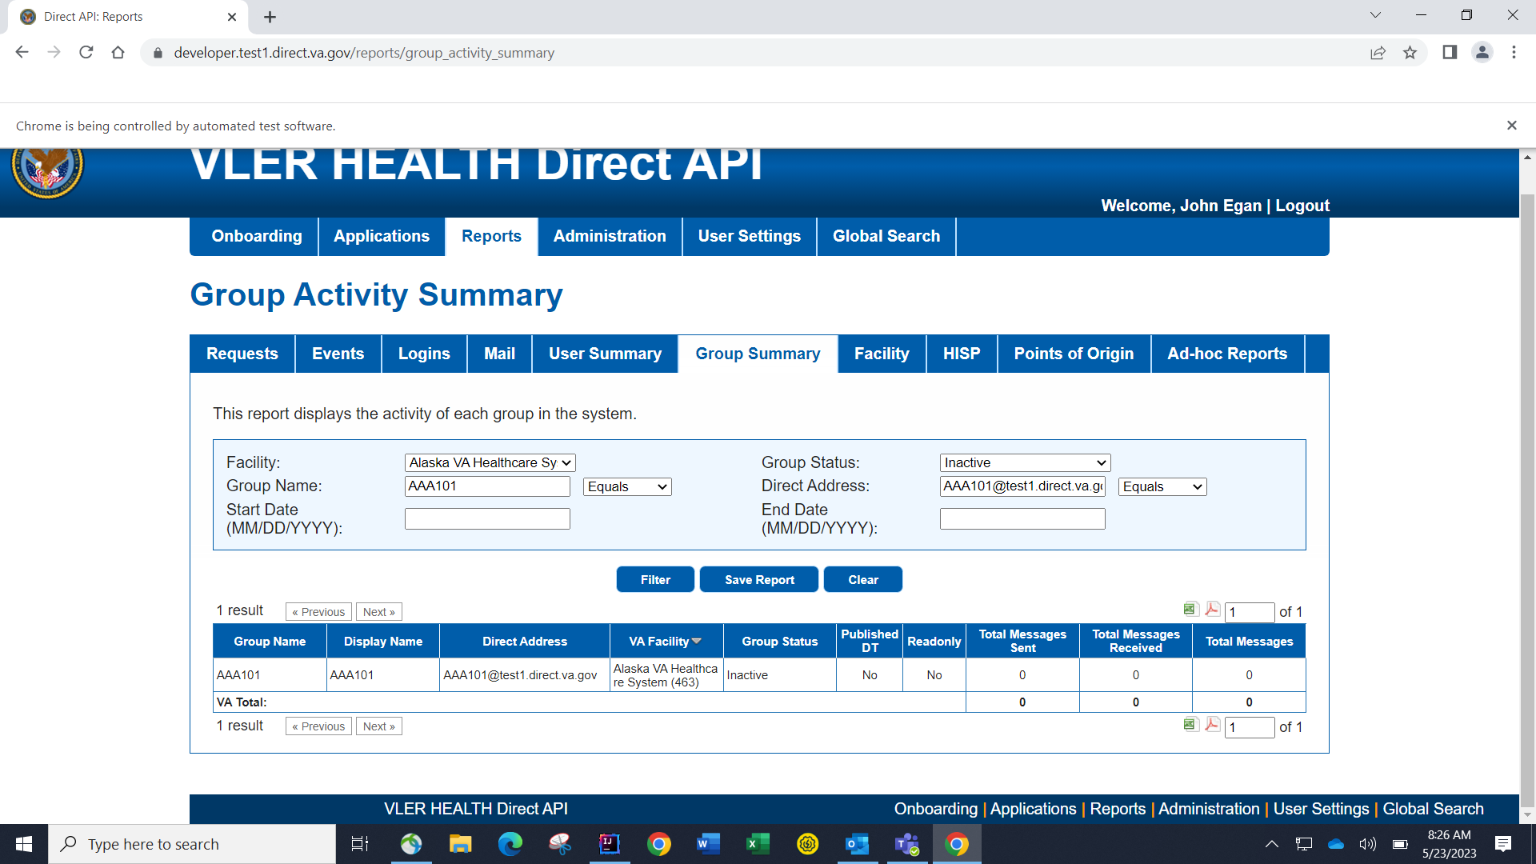 Direct API: Reports
developer.test1.direct.va.gov/reports/group_activity_summary
Chrome is being controlled by automated test software.
VLER HEALTH Direct API
Welcome, John Egan | Logout
Onboarding Applications Reports Administration User Settings Global Search
Group Activity Summary
Requests Events Logins Mail User Summary Group Summary Facility HISP Points of Origin Ad-hoc Reports
This report displays the activity of each group in the system.
Facility: Alaska VA Healthcare Sy Group Status: Inactive
Group Name: AAA101 Equals Direct Address: AAA101@test1.direct.va.g Equals
Start Date End Date
(MM/DD/YYYY): (MM/DD/YYYY):
Filter Save Report Clear
1 result « Previous Next » 1 of 1
Group Name Display Name Direct Address VA Facility Group Status Published DT Readonly Total Messages Sent Total Messages Received Total Messages
AAA101 AAA101 AAA101@test1.direct.va.gov Alaska VA Healthca Inactive No No 0 0 0
re System (463)
VA Total: 0 0 0
1 result « Previous Next » 1 of 1
VLER HEALTH Direct API Onboarding | Applications | Reports | Administration | User Settings | Global Search
Type here to search
8:26 AM
5/23/2023